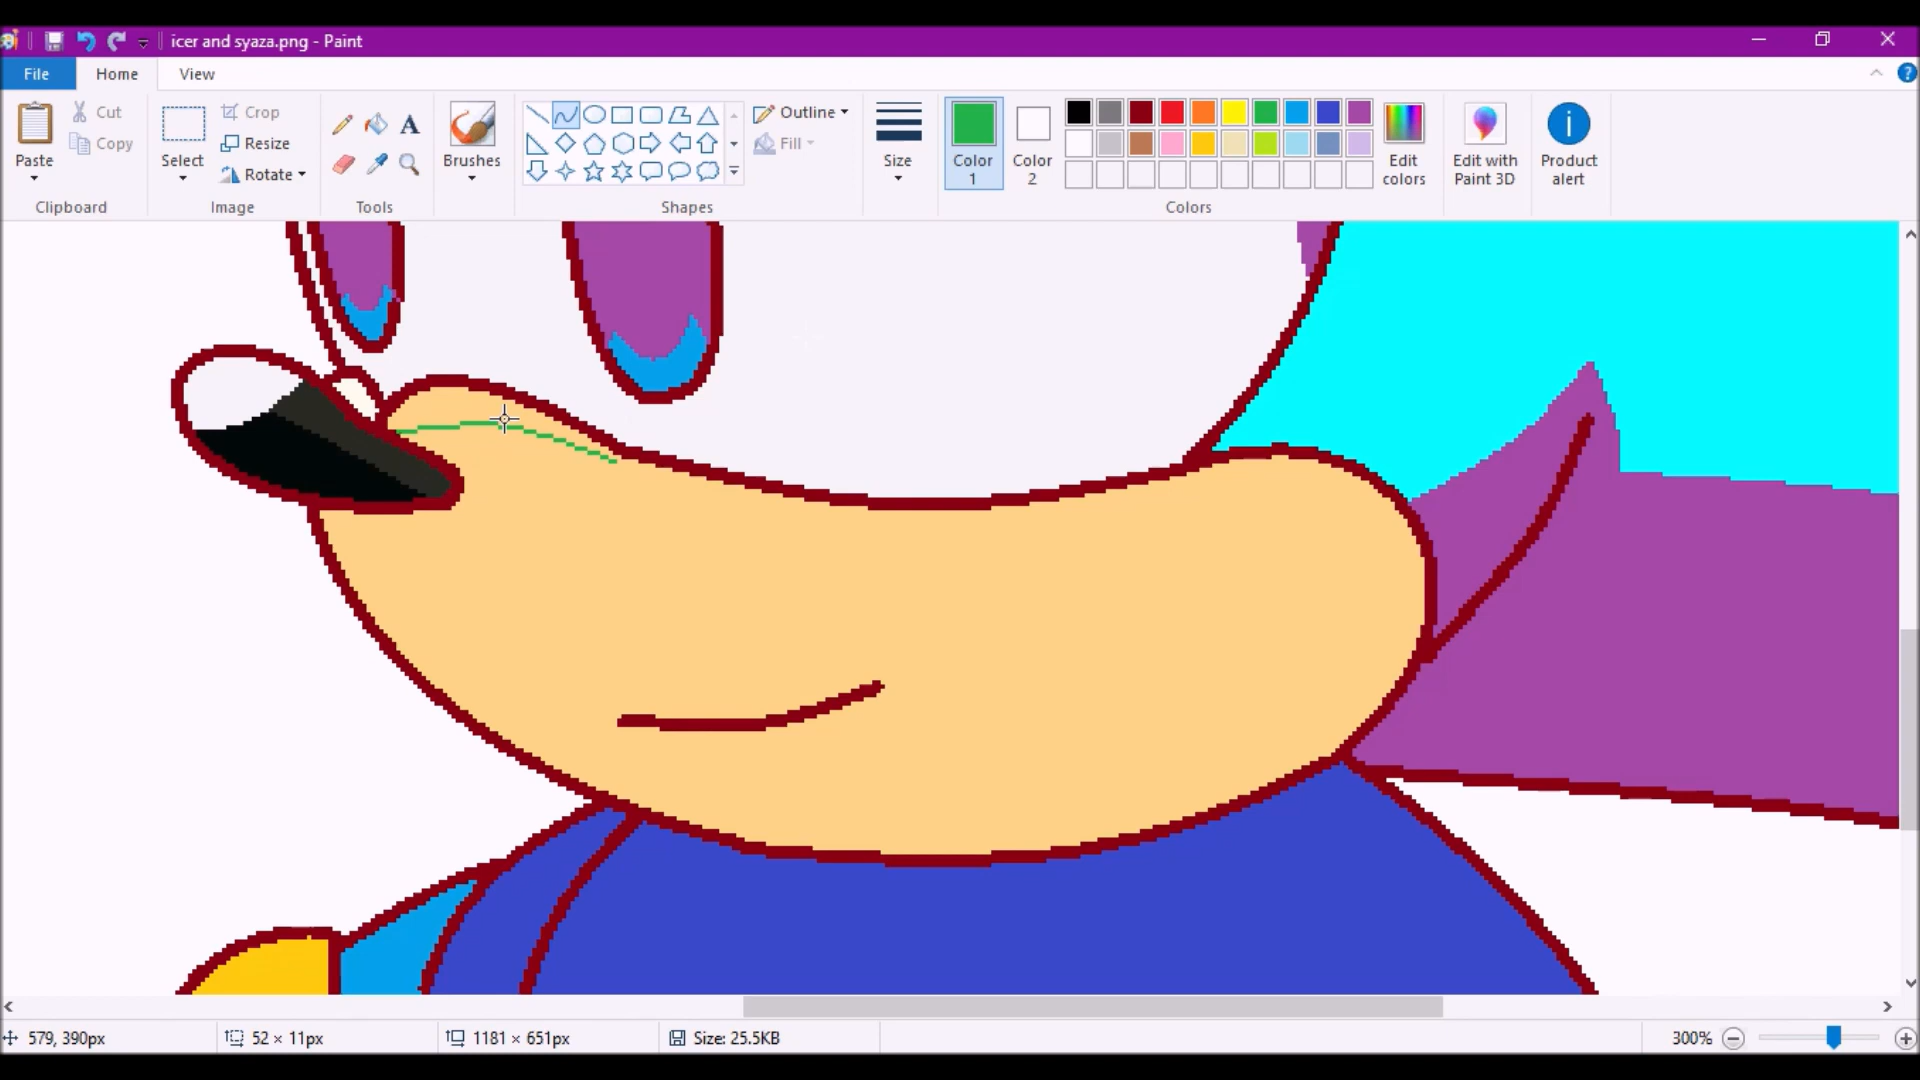 icer and syaza.png - Paint
File Home View
Paste
Cut
Copy
Clipboard
Select
Crop
Resize
Rotate
Image
A
Tools
Brushes
Outline
Fill
Shapes
Size
Color 1
Color 2
Edit colors
Colors
Edit with Paint 3D
Product alert
579, 390px 52 × 11px 1181 × 651px Size: 25.5KB 300%